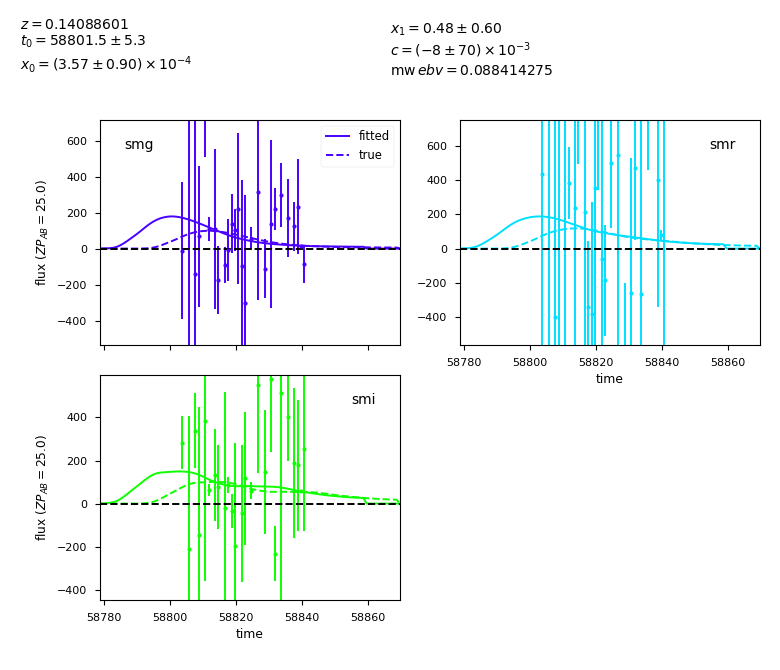 z = 0.14088601
t₀ = 58801.5 ± 5.3
x₀ = (3.57 ± 0.90) × 10⁻⁴
x₁ = 0.48 ± 0.60
c = (−8 ± 70) × 10⁻³
mw ebv = 0.088414275
smg
fitted
true
600
400
200
0
−200
−400
flux (ZP_AB = 25.0)
smr
600
400
200
0
−200
−400
58780 58800 58820 58840 58860
time
smi
400
200
0
−200
−400
flux (ZP_AB = 25.0)
58780 58800 58820 58840 58860
time